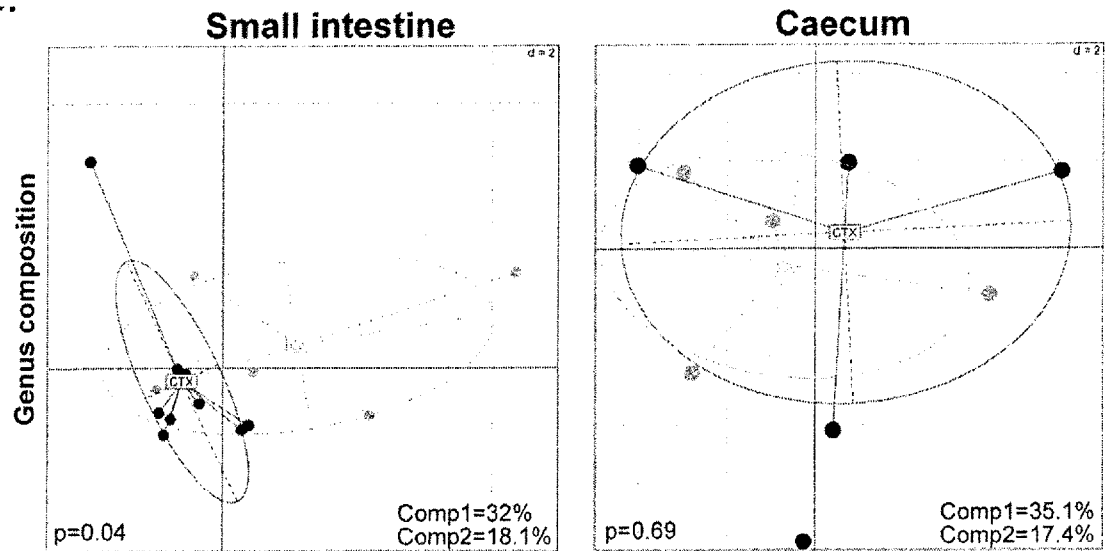 Small intestine
Caecum
d = 2
d = 2
Genus composition
CTX
CTX
p=0.04
Comp1=32%
Comp2=18.1%
p=0.69
Comp1=35.1%
Comp2=17.4%